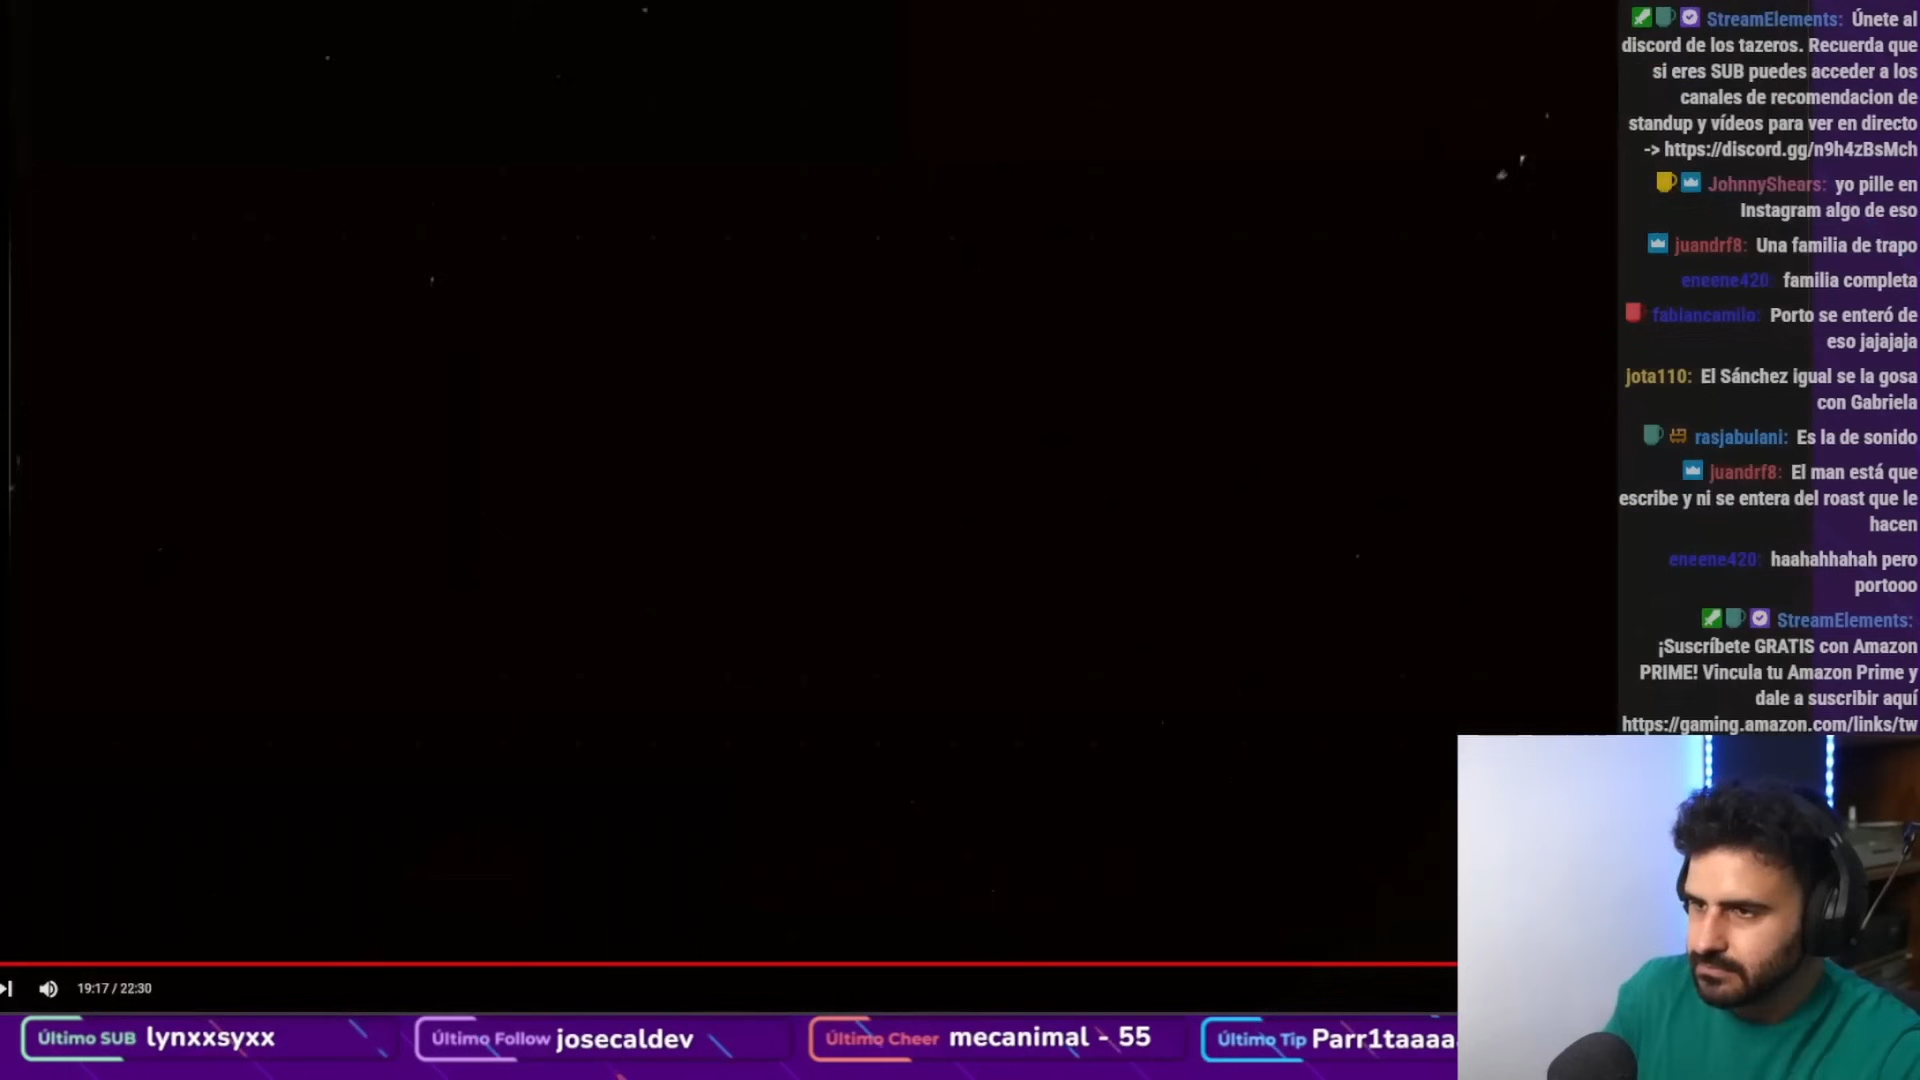 StreamElements: Únete al
discord de los tazeros. Recuerda que
si eres SUB puedes acceder a los
canales de recomendacion de
standup y vídeos para ver en directo
-> https://discord.gg/n9h4zBsMch
JohnnyShears: yo pille en
Instagram algo de eso
juandrf8: Una familia de trapo
eneene420: familia completa
fabiancamilo: Porto se enteró de
eso jajajaja
jota110: El Sánchez igual se la gosa
con Gabriela
rasjabulani: Es la de sonido
juandrf8: El man está que
escribe y ni se entera del roast que le
hacen
eneene420: haahahhahah pero
portooo
StreamElements:
¡Suscríbete GRATIS con Amazon
PRIME! Vincula tu Amazon Prime y
dale a suscribir aquí
https://gaming.amazon.com/links/tw
19:17 / 22:30
Último SUB lynxxsyxx
Último Follow josecaldev
Último Cheer mecanimal - 55
Último Tip Parr1taaaa